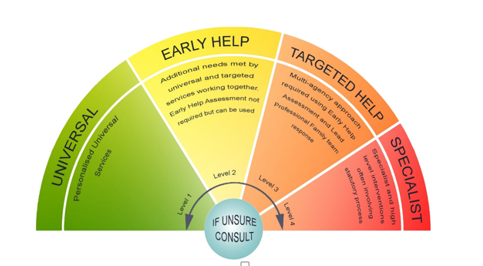 UNIVERSAL
Personalised Universal
Services
Level 1
EARLY HELP
Additional needs met by
universal and targeted
services working together.
Early Help Assessment not
required but can be used
Level 2
TARGETED HELP
Multi-agency approach
required using Early Help
Assessment and Lead
Professional Family team
response
Level 3
SPECIALIST
Specialist and high
level interventions
often involving
statutory process
Level 4
IF UNSURE
CONSULT